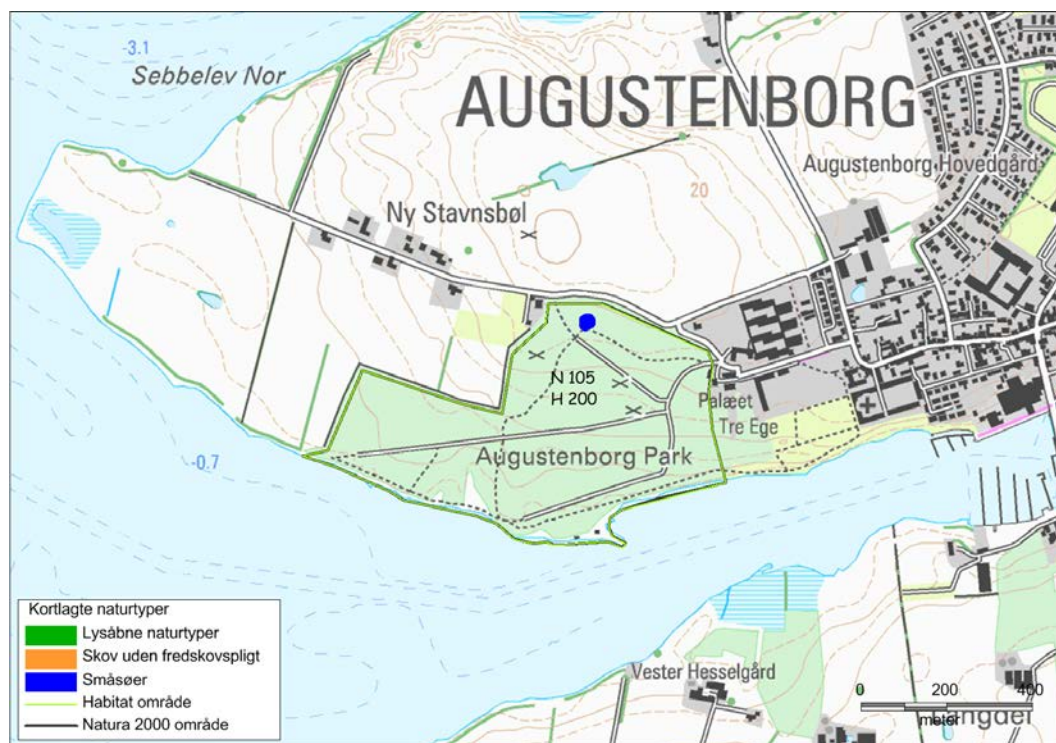 -3.1
Sebbelev Nor
AUGUSTENBORG
Augustenborg Hovedgård
20
Ny Stavnsbøl
N 105
H 200
Palæet
Tre Ege
Augustenborg Park
-0.7
Kortlagte naturtyper
Lysåbne naturtyper
Skov uden fredskovspligt
Småsøer
Habitat område
Natura 2000 område
Vester Hesselgård
0 200 400
meter